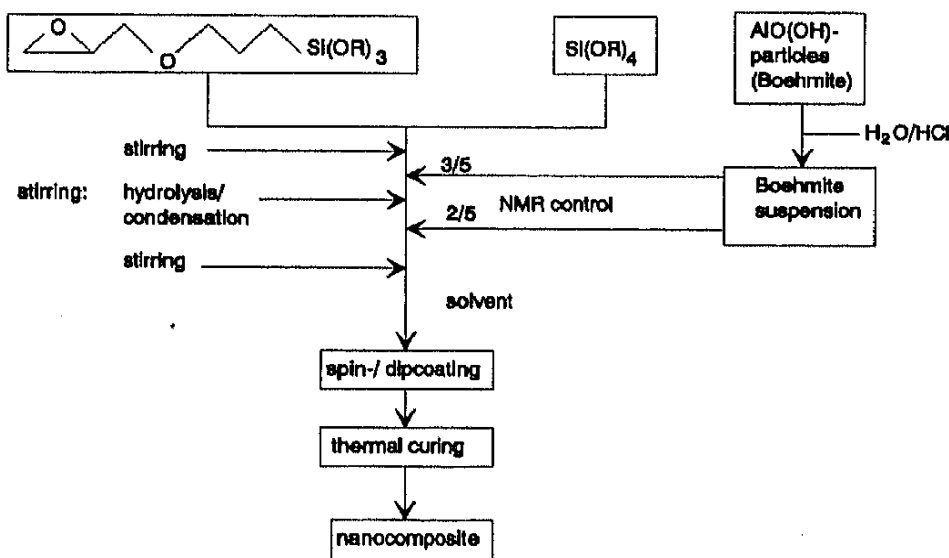 O
O
Si(OR)3
Si(OR)4
AlO(OH)-
particles
(Boehmite)
H2O/HCl
stirring
3/5
Boehmite
suspension
stirring:
hydrolysis/
condensation
NMR control
2/5
stirring
solvent
spin-/ dipcoating
thermal curing
nanocomposite